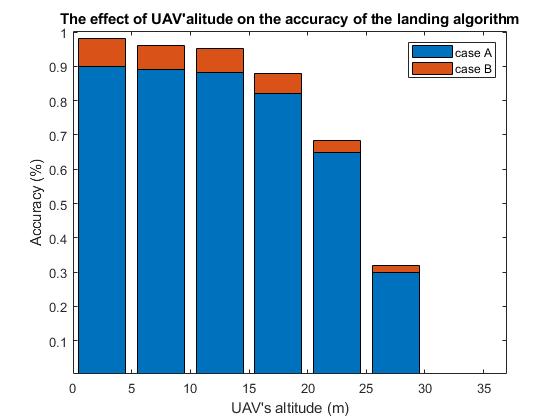 The effect of UAV'alitude on the accuracy of the landing algorithm
case A
case B
Accuracy (%)
1
0.9
0.8
0.7
0.6
0.5
0.4
0.3
0.2
0.1
0 5 10 15 20 25 30 35
UAV's altitude (m)